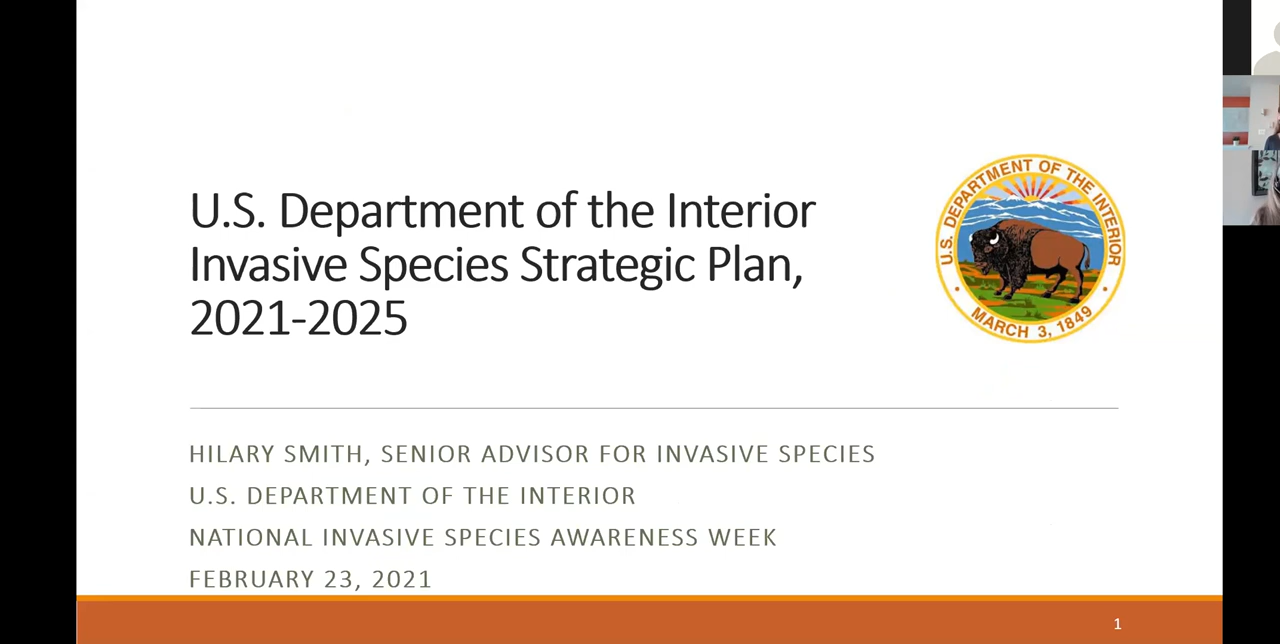 U.S. Department of the Interior
Invasive Species Strategic Plan,
2021-2025
U.S. DEPARTMENT OF THE INTERIOR
MARCH 3, 1849
HILARY SMITH, SENIOR ADVISOR FOR INVASIVE SPECIES
U.S. DEPARTMENT OF THE INTERIOR
NATIONAL INVASIVE SPECIES AWARENESS WEEK
FEBRUARY 23, 2021
1